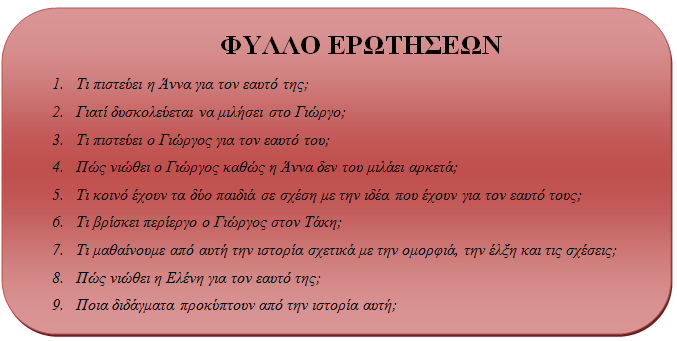 ΦΥΛΛΟ ΕΡΩΤΗΣΕΩΝ
1. Τι πιστεύει η Άννα για τον εαυτό της;
2. Γιατί δυσκολεύεται να μιλήσει στο Γιώργο;
3. Τι πιστεύει ο Γιώργος για τον εαυτό του;
4. Πώς νιώθει ο Γιώργος καθώς η Άννα δεν του μιλάει αρκετά;
5. Τι κοινό έχουν τα δύο παιδιά σε σχέση με την ιδέα που έχουν για τον εαυτό τους;
6. Τι βρίσκει περίεργο ο Γιώργος στον Τάκη;
7. Τι μαθαίνουμε από αυτή την ιστορία σχετικά με την ομορφιά, την έλξη και τις σχέσεις;
8. Πώς νιώθει η Ελένη για τον εαυτό της;
9. Ποια διδάγματα προκύπτουν από την ιστορία αυτή;